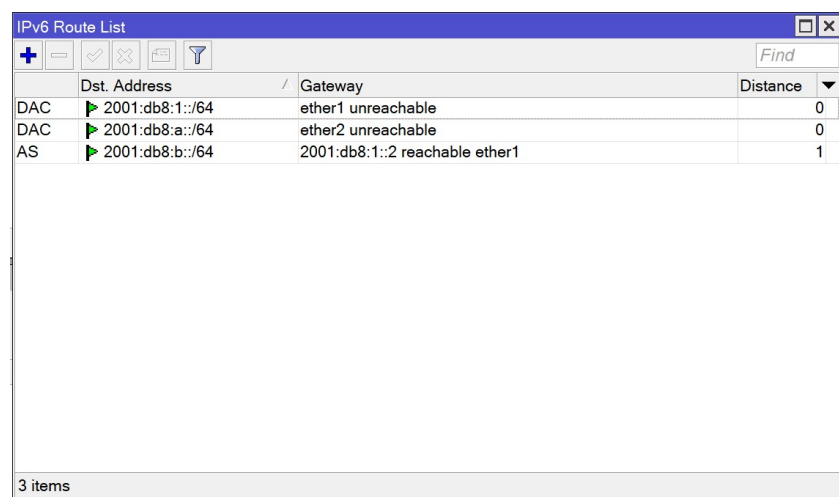 IPv6 Route List
Find
Dst. Address Gateway Distance
DAC 2001:db8:1::/64 ether1 unreachable 0
DAC 2001:db8:a::/64 ether2 unreachable 0
AS 2001:db8:b::/64 2001:db8:1::2 reachable ether1 1
3 items